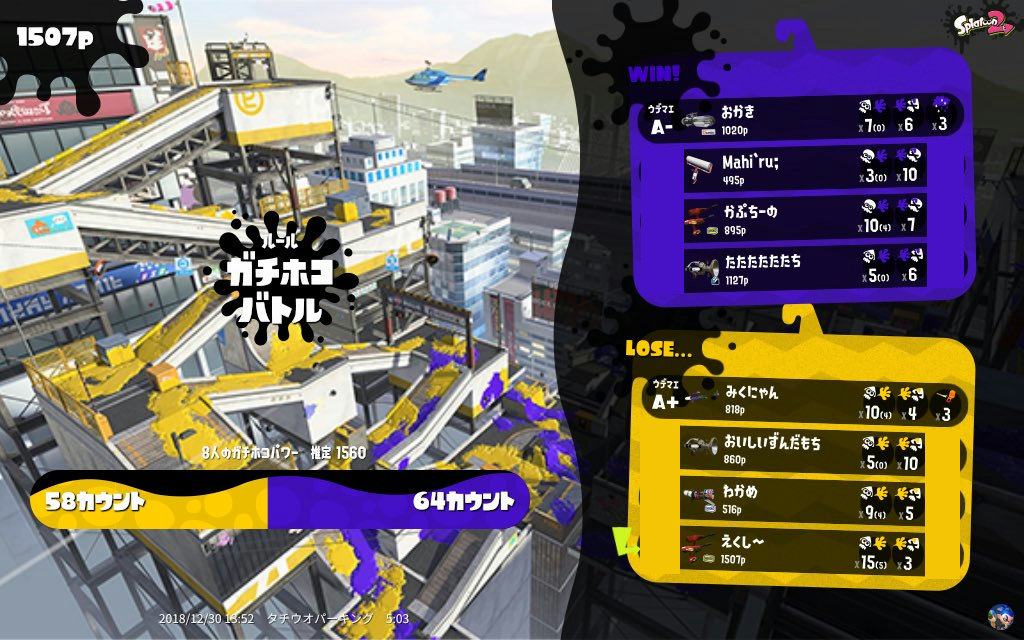 1507p
Splatoon 2
ルール
ガチホコ
バトル
8人のガチホコパワー 推定 1560
58カウント
64カウント
2018/12/30 13:52 タチウオパーキング 5:03
WIN!
ウデマエ
A-
おかき
1020p
x7(0) x6 x3
Mahi`ru;
495p
x3(0) x10
かぷちーの
895p
x10(4) x7
たたたたたたち
1127p
x5(0) x6
LOSE...
ウデマエ
A+
みくにゃん
818p
x10(4) x4 x3
おいしいずんだもち
860p
x5(0) x10
わかめ
516p
x9(4) x5
えくし～
1507p
x15(5) x3